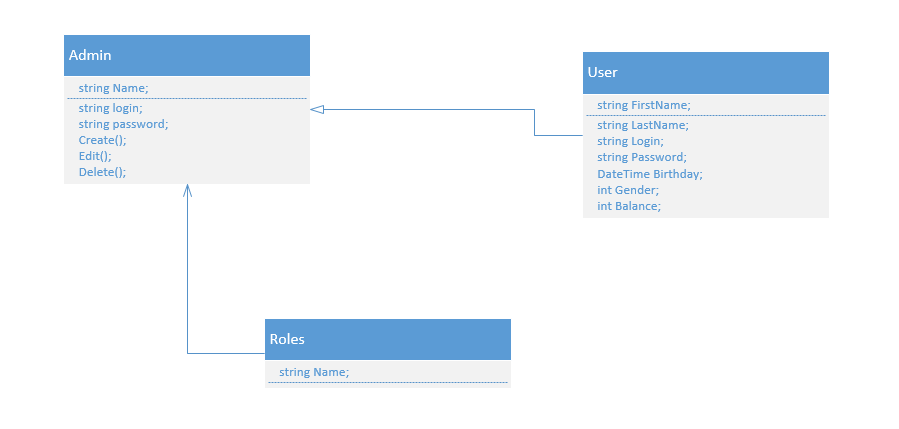 Admin
string Name;
string login;
string password;
Create();
Edit();
Delete();
User
string FirstName;
string LastName;
string Login;
string Password;
DateTime Birthday;
int Gender;
int Balance;
Roles
string Name;